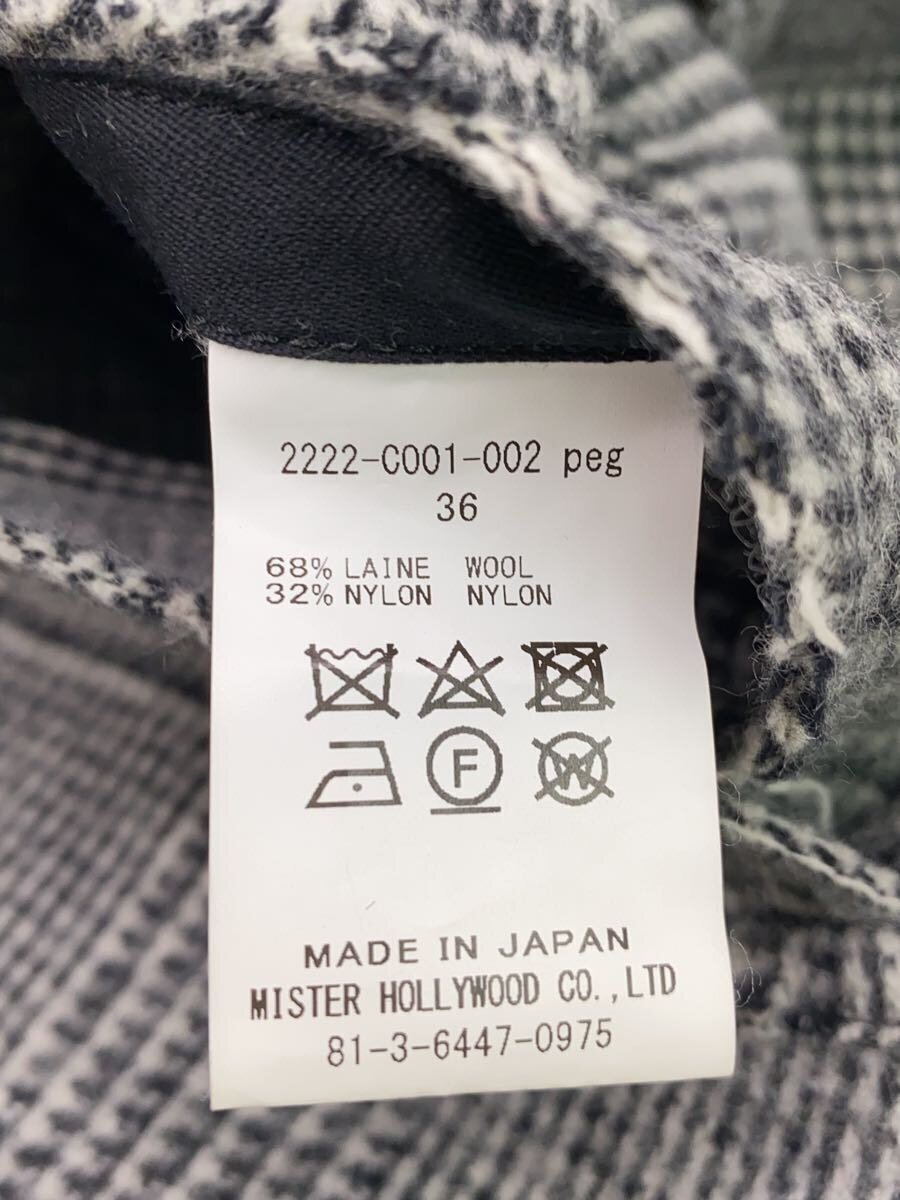 2222-C001-002 peg
36
68% LAINE WOOL
32% NYLON NYLON
F
W
MADE IN JAPAN
MISTER HOLLYWOOD CO.,LTD
81-3-6447-0975